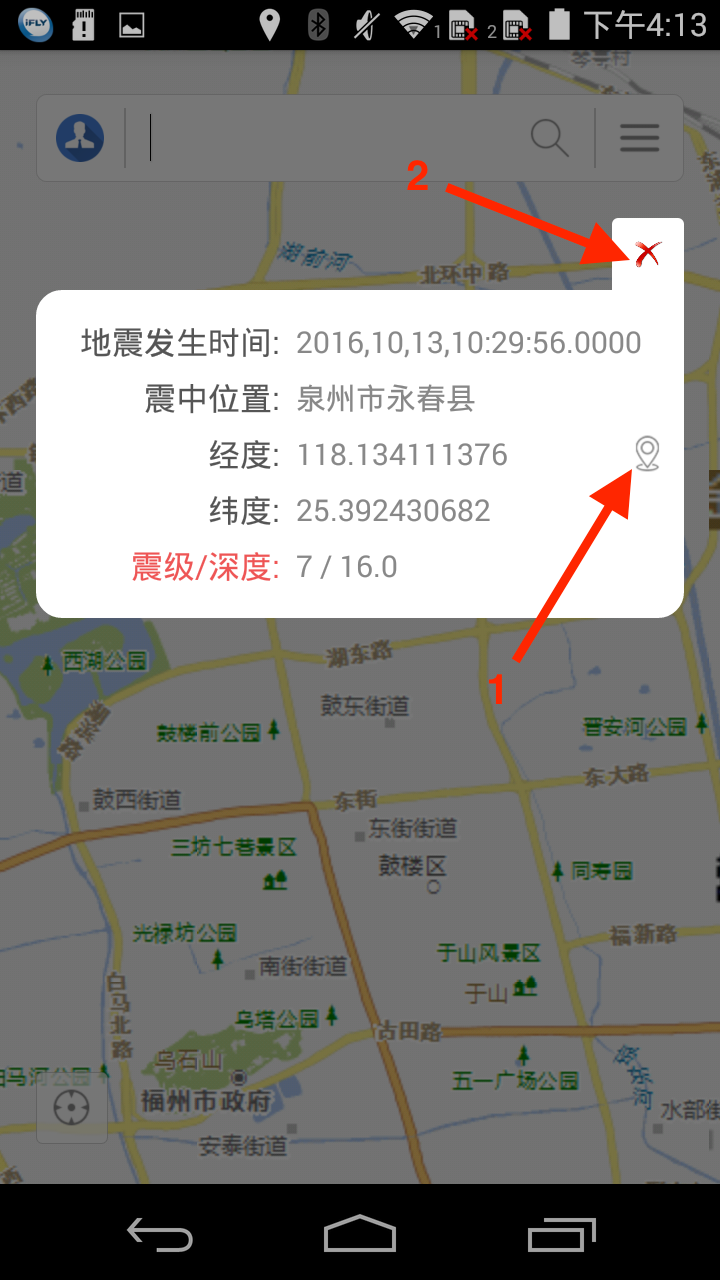 iFLY
1
2
下午4:13
2
湖前河
北环中路
地震发生时间: 2016,10,13,10:29:56.0000
震中位置: 泉州市永春县
经度: 118.134111376
纬度: 25.392430682
震级/深度: 7 / 16.0
道
西湖公园
湖东路
1
鼓东街道
鼓楼前公园
晋安河公园
东大路
鼓西街道
东街
东街街道
三坊七巷景区
鼓楼区
同寿园
光禄坊公园
福新路
于山风景区
南街街道
白马北路
于山
乌塔公园
古田路
乌石山
白马河公园
五一广场公园
福州市政府
水部街
安泰街道